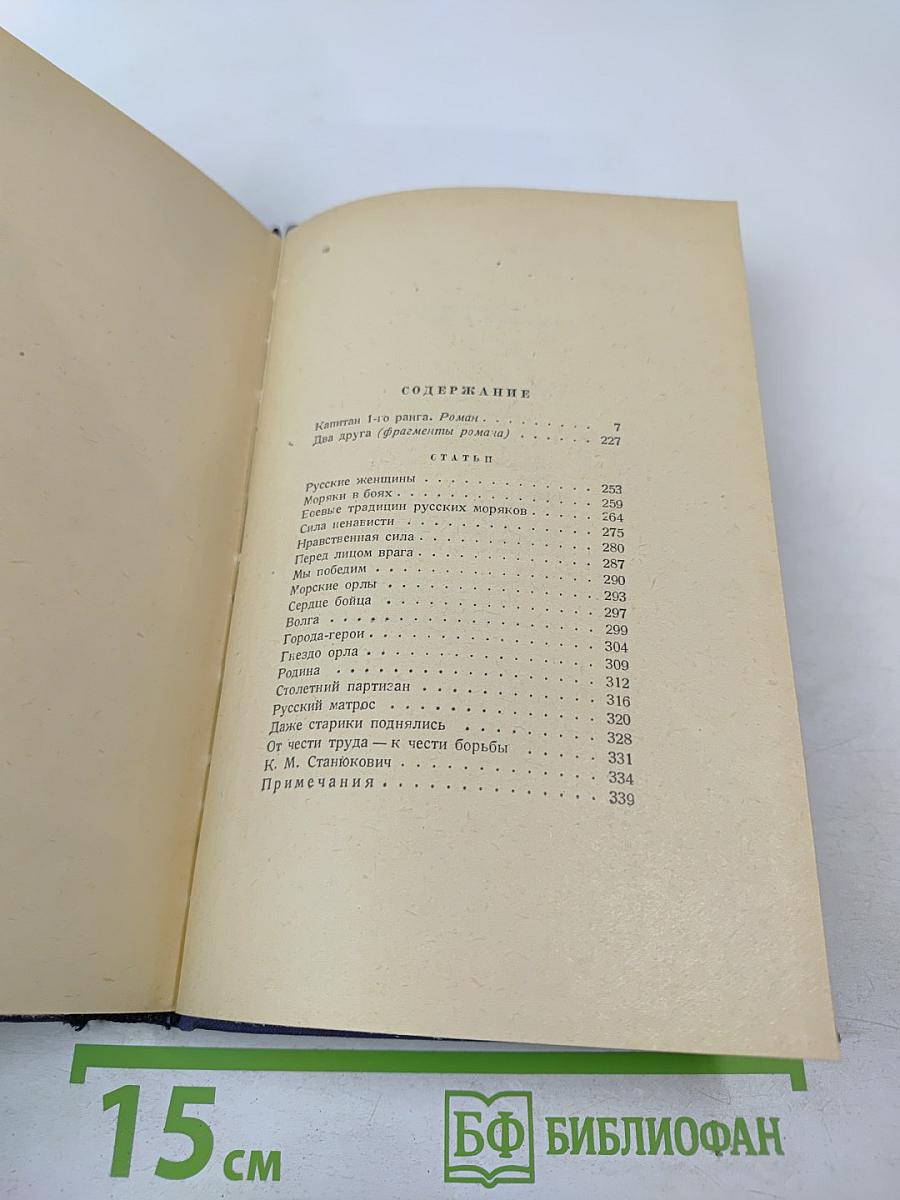 СОДЕРЖАНИЕ
Капитан 1-го ранга. Роман . . . . . . . . . 7
Два друга (фрагменты романа) . . . . . . 227
СТАТЬИ
Русские женщины . . . . . . . . . . . . . 253
Моряки в боях . . . . . . . . . . . . . . 259
Боевые традиции русских моряков . . . . . 264
Сила ненависти . . . . . . . . . . . . . 275
Нравственная сила . . . . . . . . . . . . 280
Перед лицом врага . . . . . . . . . . . . 287
Мы победим . . . . . . . . . . . . . . . 290
Морские орлы . . . . . . . . . . . . . . 293
Сердце бойца . . . . . . . . . . . . . . 297
Волга . . . . . . . . . . . . . . . . . 299
Города-герои . . . . . . . . . . . . . . 304
Гнездо орла . . . . . . . . . . . . . . . 309
Родина . . . . . . . . . . . . . . . . . 312
Столетний партизан . . . . . . . . . . . 316
Русский матрос . . . . . . . . . . . . . 320
Даже старики поднялись . . . . . . . . . 328
От чести труда — к чести борьбы . . . . . 331
К. М. Станюкович . . . . . . . . . . . . 334
Примечания . . . . . . . . . . . . . . . 339
15 см
БФ БИБЛИОФАН